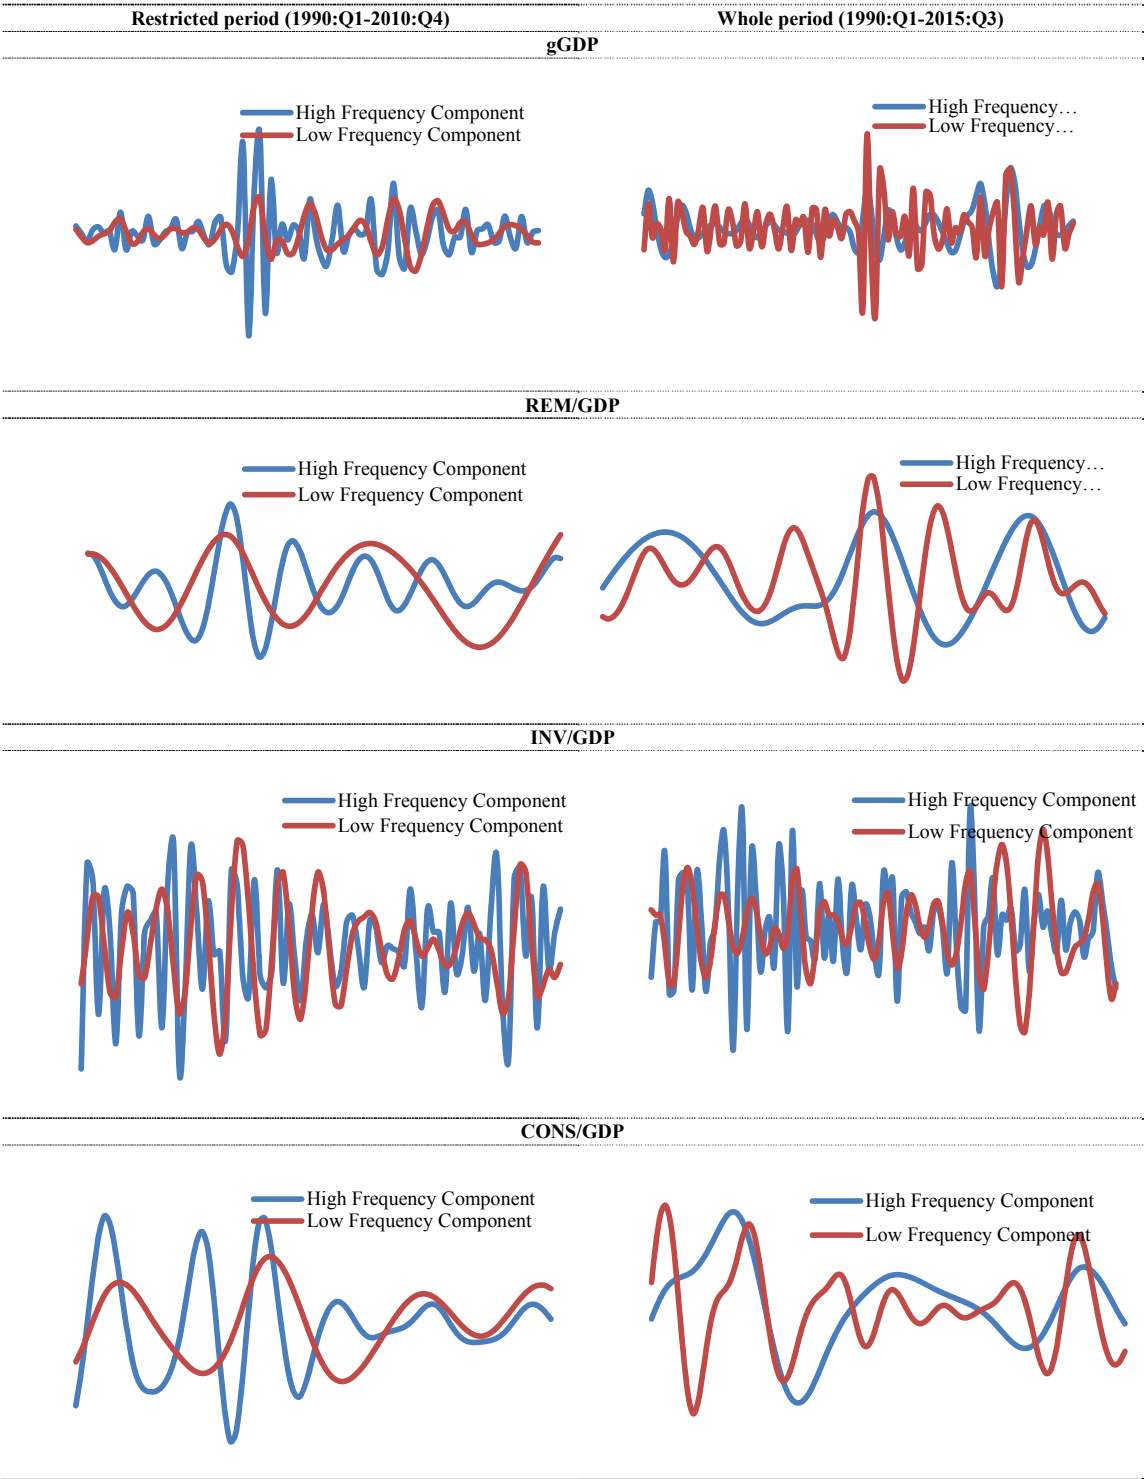 Restricted period (1990:Q1-2010:Q4)
Whole period (1990:Q1-2015:Q3)
gGDP
High Frequency Component
Low Frequency Component
High Frequency…
Low Frequency…
REM/GDP
High Frequency Component
Low Frequency Component
High Frequency…
Low Frequency…
INV/GDP
High Frequency Component
Low Frequency Component
High Frequency Component
Low Frequency Component
CONS/GDP
High Frequency Component
Low Frequency Component
High Frequency Component
Low Frequency Component